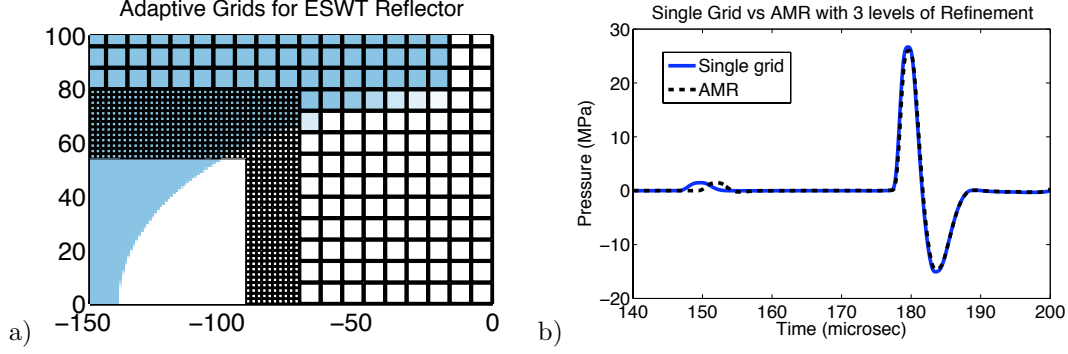 Adaptive Grids for ESWT Reflector
100
80
60
40
20
0
−150
−100
−50
0
a)
Single Grid vs AMR with 3 levels of Refinement
30
20
10
0
−10
−20
Pressure (MPa)
Single grid
AMR
140
150
160
170
180
190
200
Time (microsec)
b)